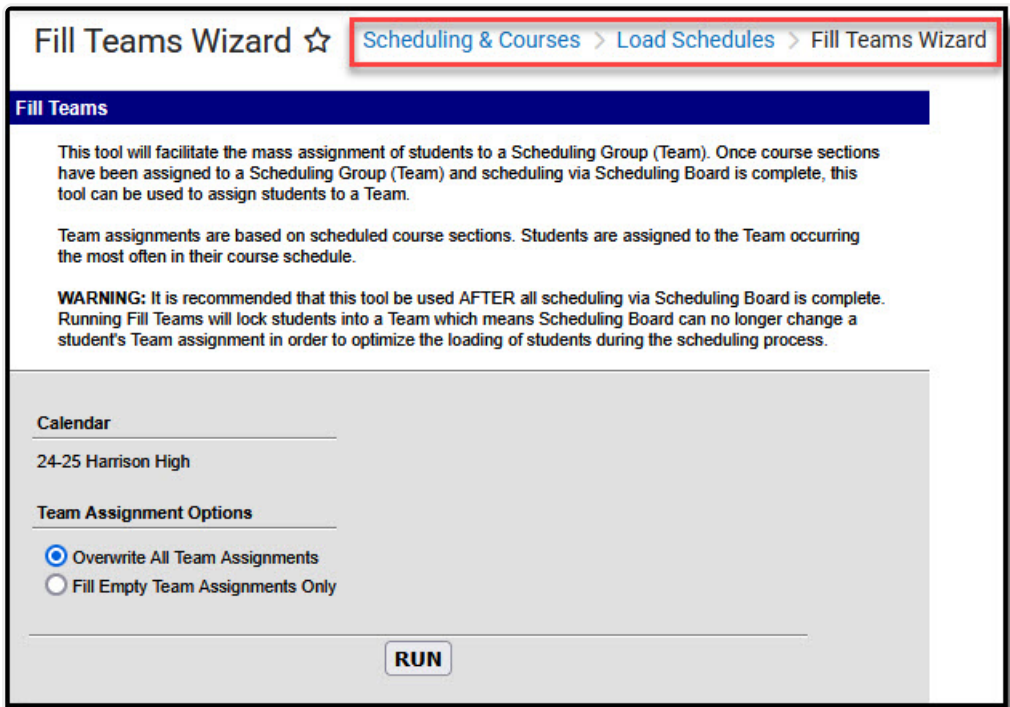 Fill Teams Wizard ☆ Scheduling & Courses > Load Schedules > Fill Teams Wizard
Fill Teams
This tool will facilitate the mass assignment of students to a Scheduling Group (Team). Once course sections
have been assigned to a Scheduling Group (Team) and scheduling via Scheduling Board is complete, this
tool can be used to assign students to a Team.
Team assignments are based on scheduled course sections. Students are assigned to the Team occurring
the most often in their course schedule.
WARNING: It is recommended that this tool be used AFTER all scheduling via Scheduling Board is complete.
Running Fill Teams will lock students into a Team which means Scheduling Board can no longer change a
student's Team assignment in order to optimize the loading of students during the scheduling process.
Calendar
24-25 Harrison High
Team Assignment Options
Overwrite All Team Assignments
Fill Empty Team Assignments Only
RUN